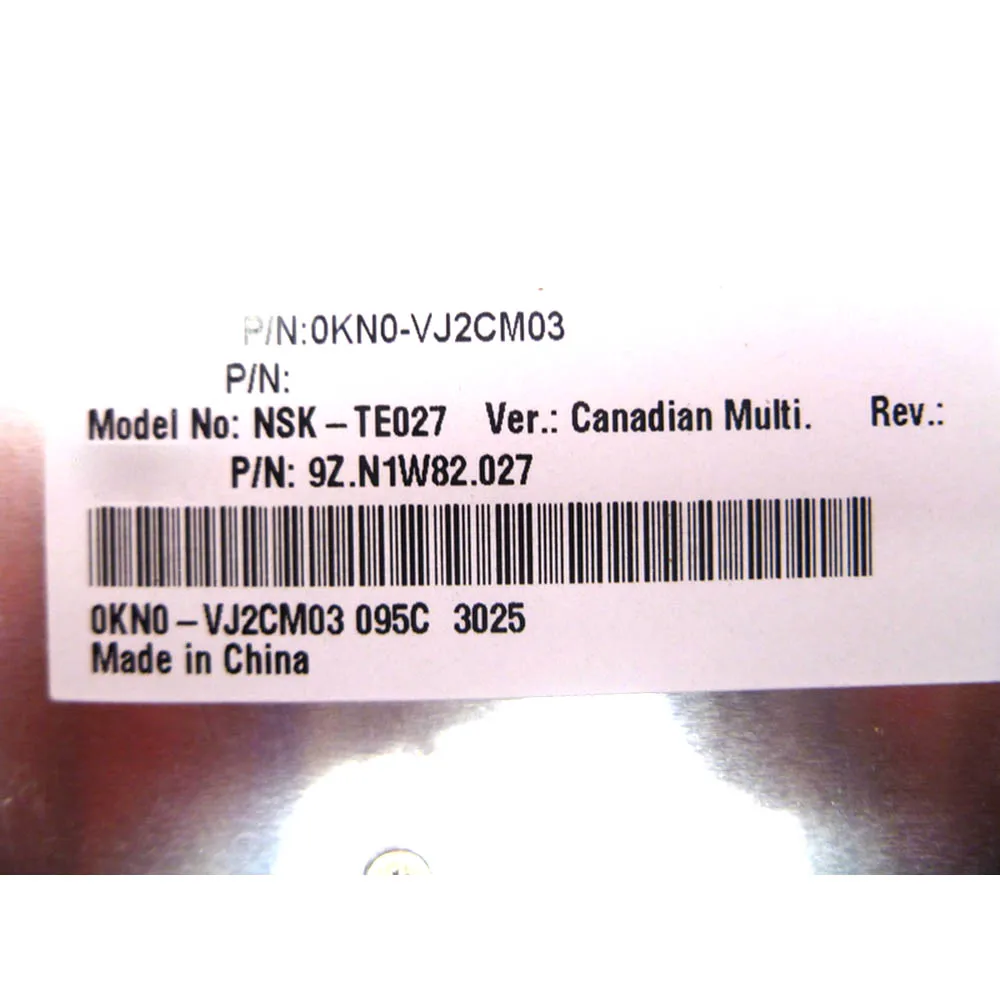 P/N:0KN0-VJ2CM03
P/N:
Model No: NSK-TE027 Ver.: Canadian Multi. Rev.:
P/N: 9Z.N1W82.027
0KN0-VJ2CM03 095C 3025
Made in China